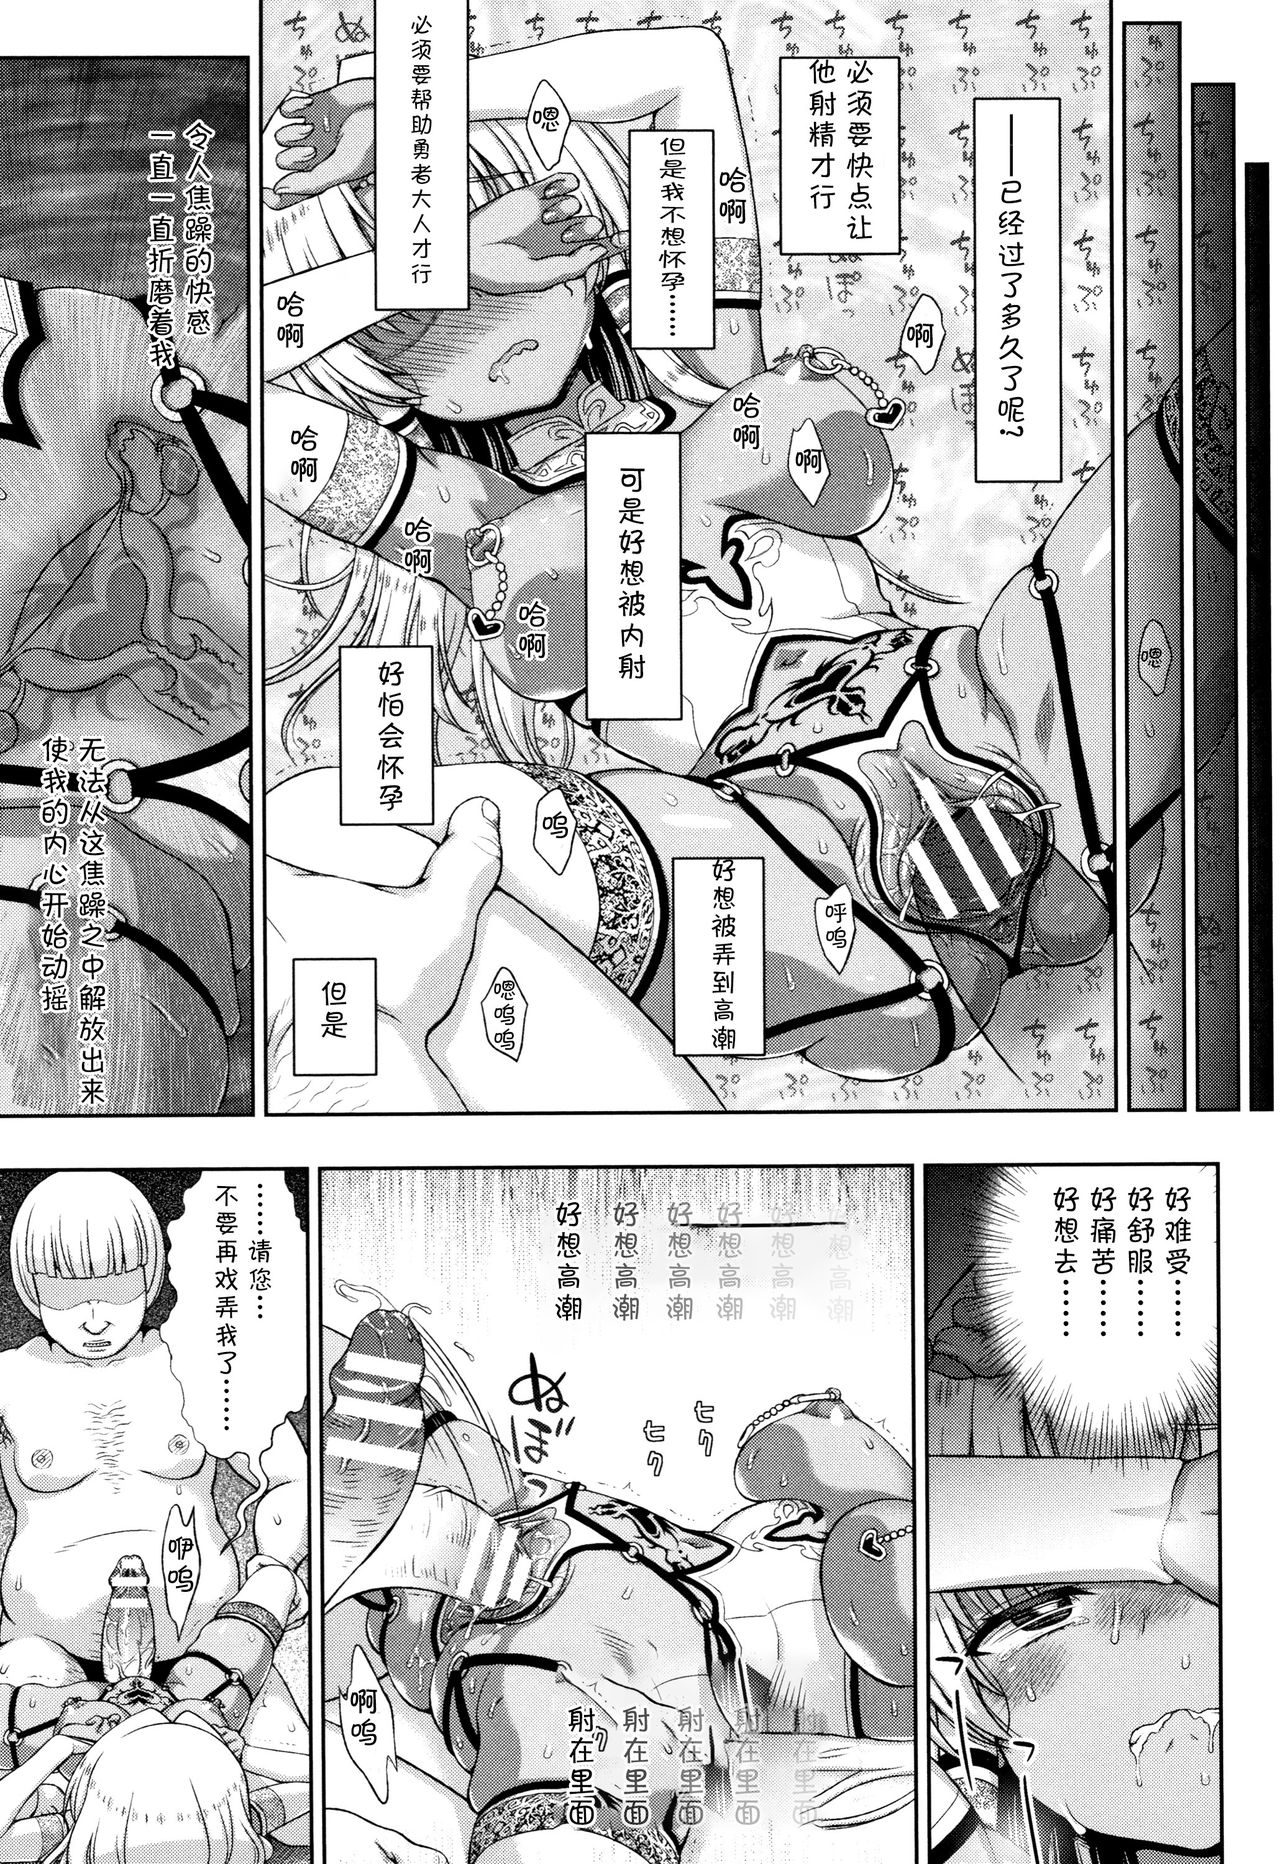 ——已经过了多久了呢?
必须要快点让
他射精才行
但是我不想怀孕……
必须要帮助勇者大人才行
嗯
哈啊
哈啊
哈啊
啊
哈啊
啊
哈啊
哈啊
可是好想被内射
好怕会怀孕
嗯
呜
好想被弄到高潮
呼呜
嗯呜呜
但是
令人焦躁的快感
一直一直折磨着我
无法从这焦躁之中解放出来
使我的内心开始动摇
好难受……
好舒服……
好痛苦……
好想去……
好想高潮
好想高潮
好想高潮
好想高潮
好想高潮
好想高潮
ぬぼぉ
ヒク
ヒク
射在里面
射在里面
射在里面
射在里面
射在里面
啊呜
……请您…
不要再戏弄我了……
咿呜